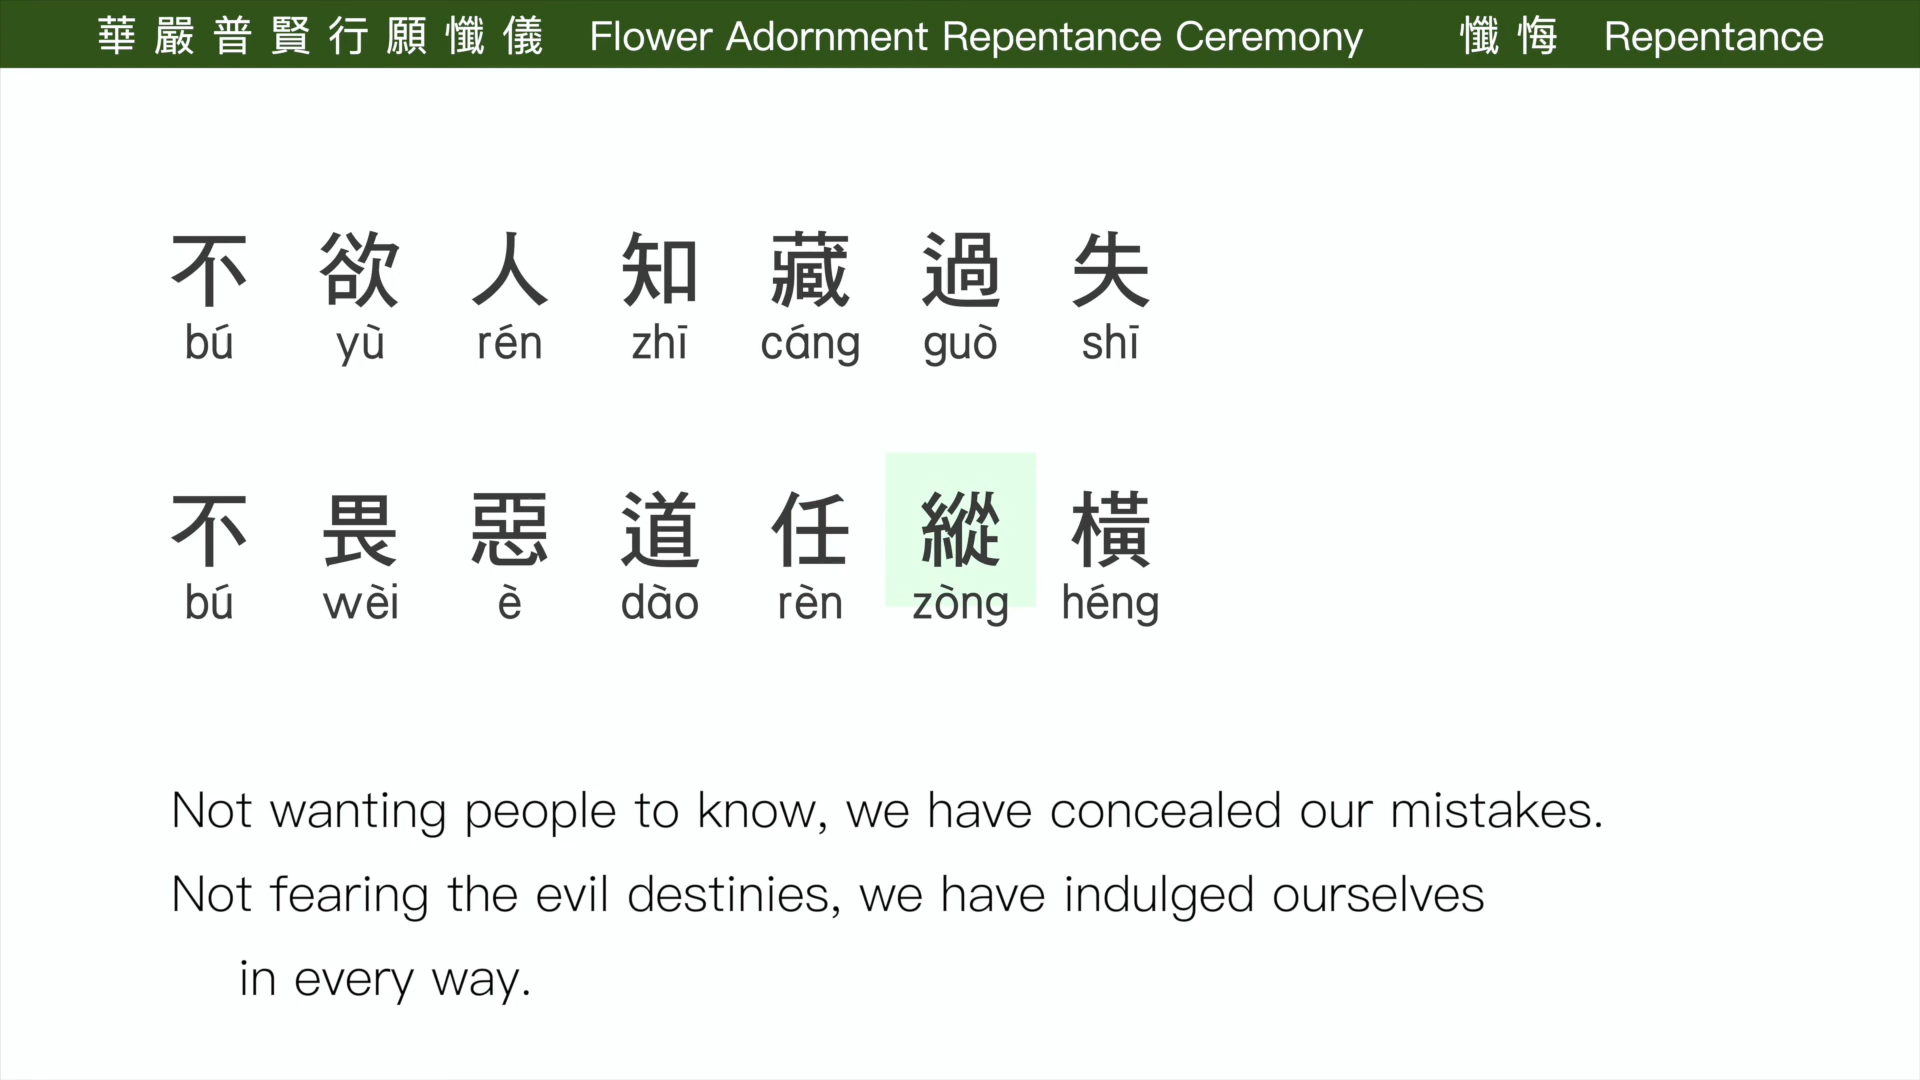 華嚴普賢行願懺儀 Flower Adornment Repentance Ceremony 懺悔 Repentance
不欲人知藏過失
bú yù rén zhī cáng guò shī
不畏惡道任縱橫
bú wèi è dào rèn zòng héng
Not wanting people to know, we have concealed our mistakes.
Not fearing the evil destinies, we have indulged ourselves
in every way.